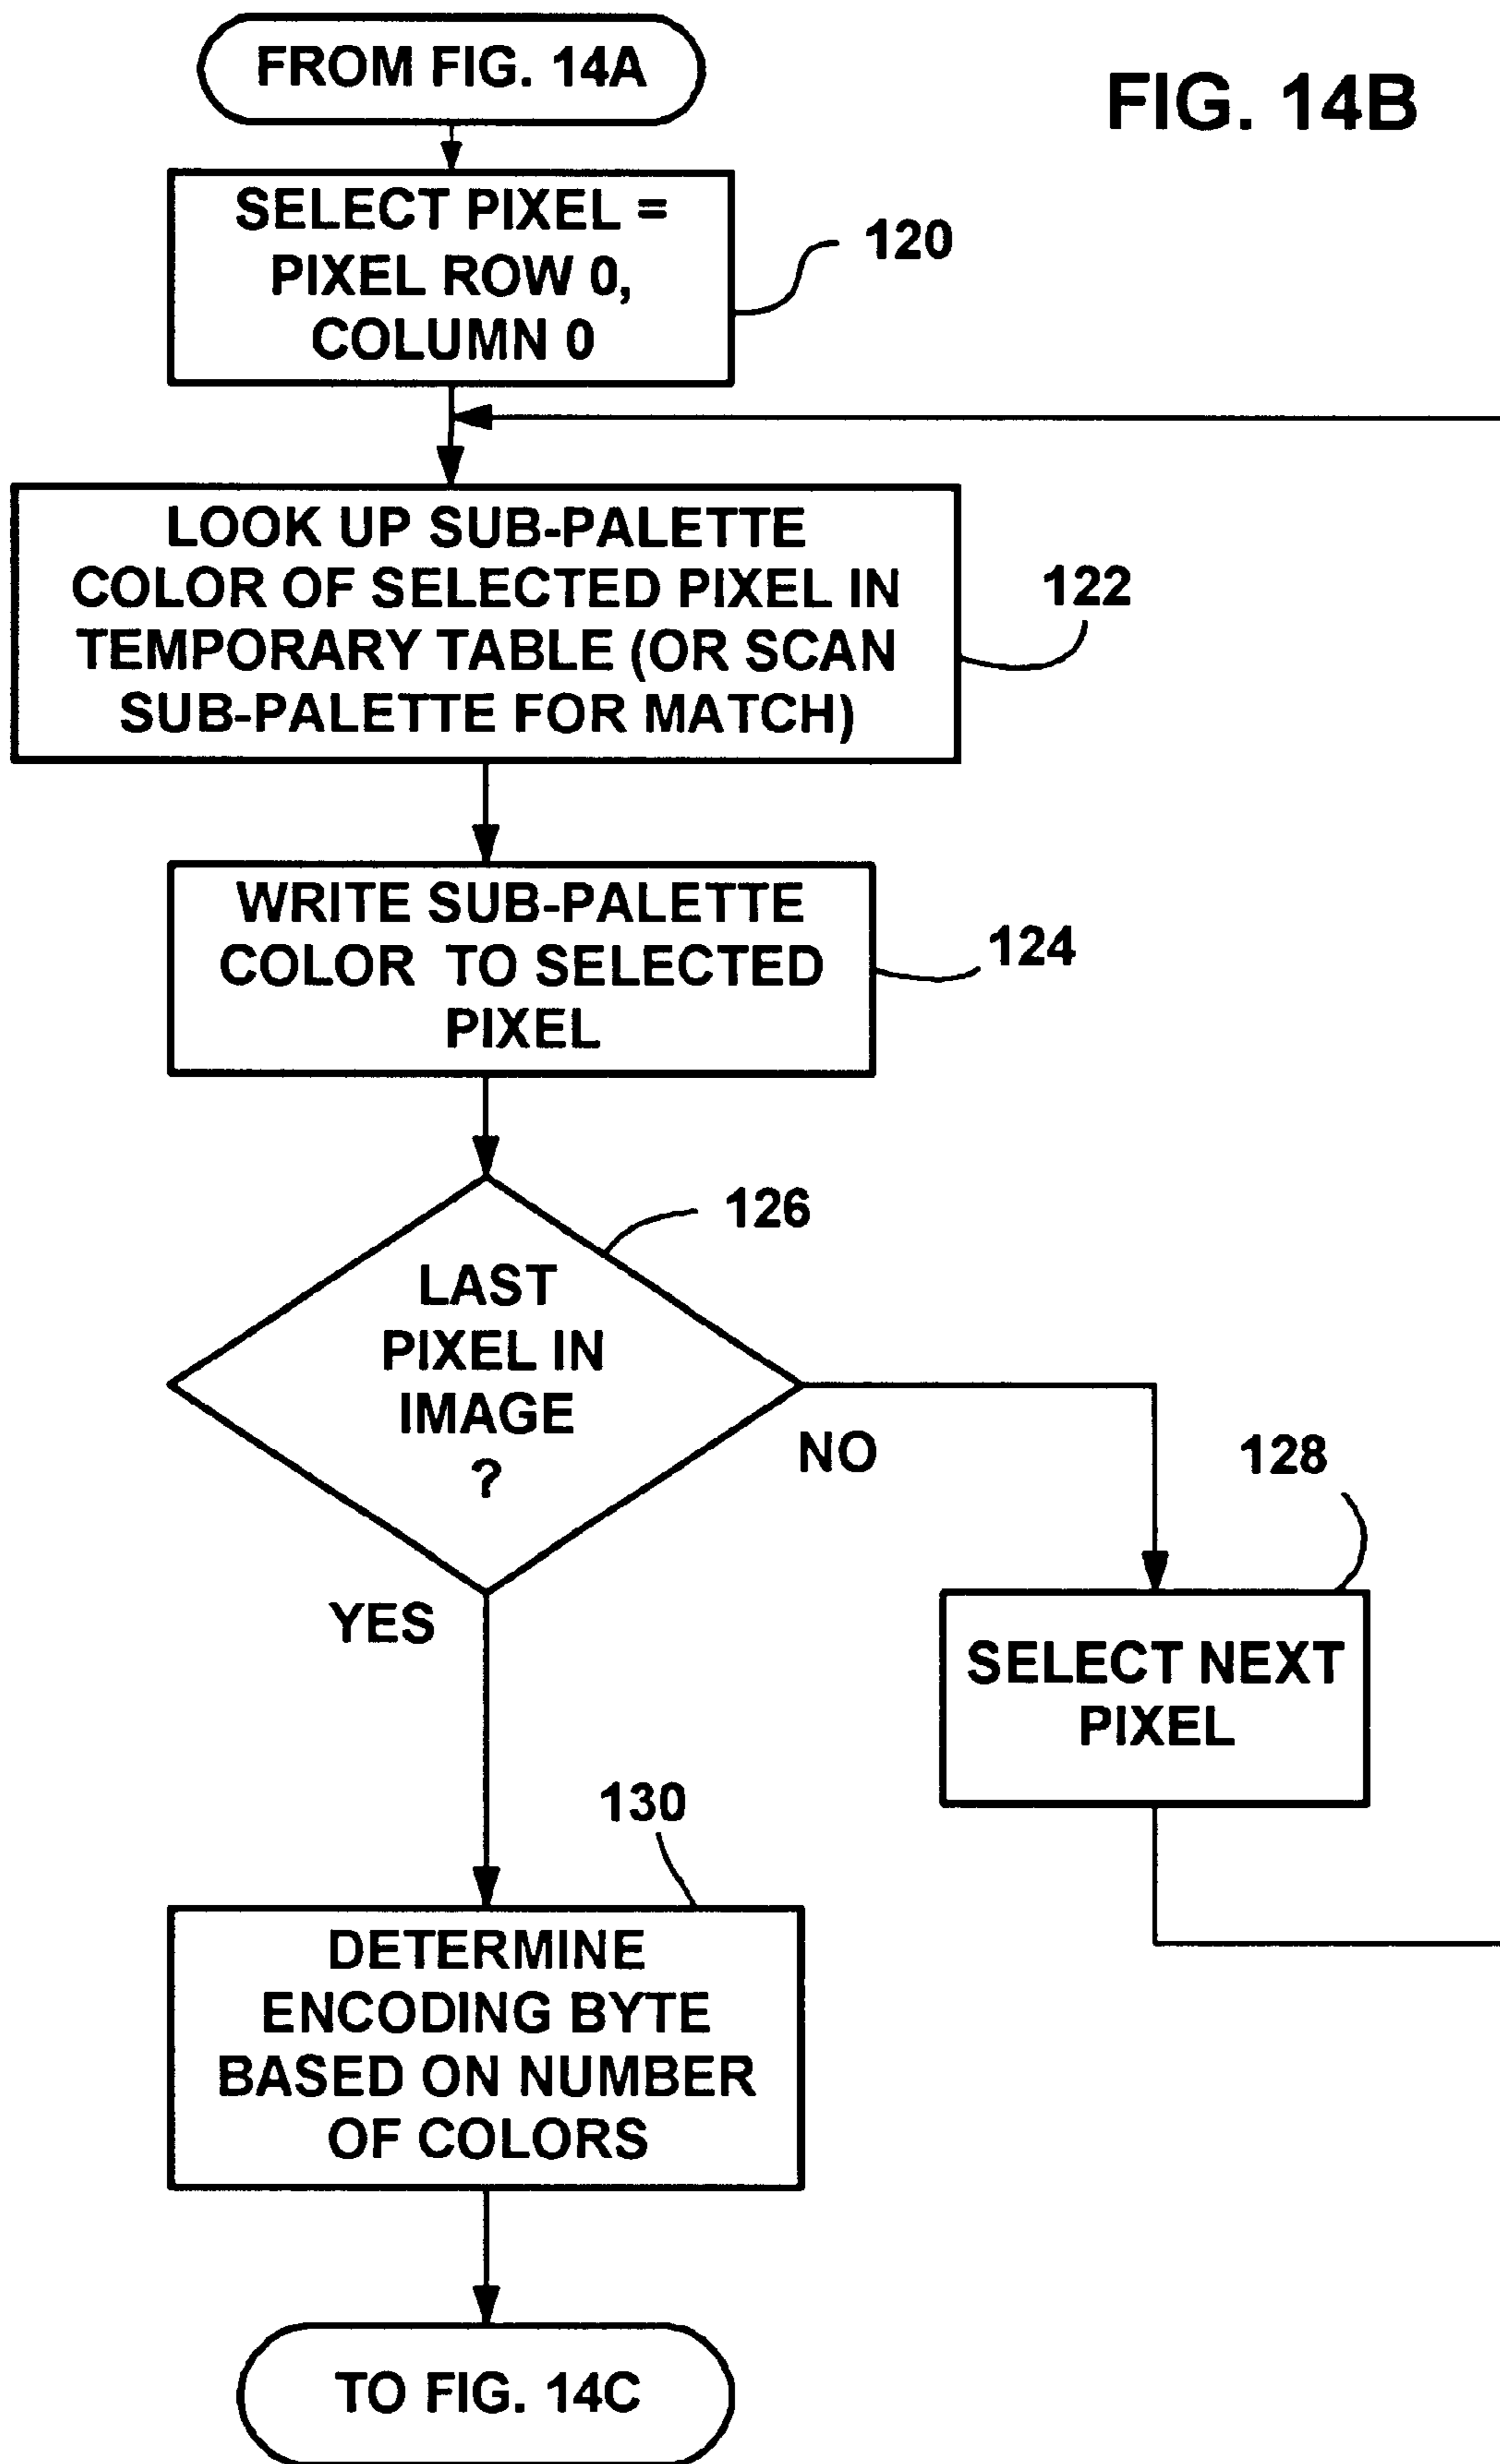 FROM FIG. 14A
FIG. 14B
SELECT PIXEL =
PIXEL ROW 0,
COLUMN 0
120
LOOK UP SUB-PALETTE
COLOR OF SELECTED PIXEL IN
TEMPORARY TABLE (OR SCAN
SUB-PALETTE FOR MATCH)
122
WRITE SUB-PALETTE
COLOR TO SELECTED
PIXEL
124
126
LAST
PIXEL IN
IMAGE
?
NO
128
YES
SELECT NEXT
PIXEL
130
DETERMINE
ENCODING BYTE
BASED ON NUMBER
OF COLORS
TO FIG. 14C